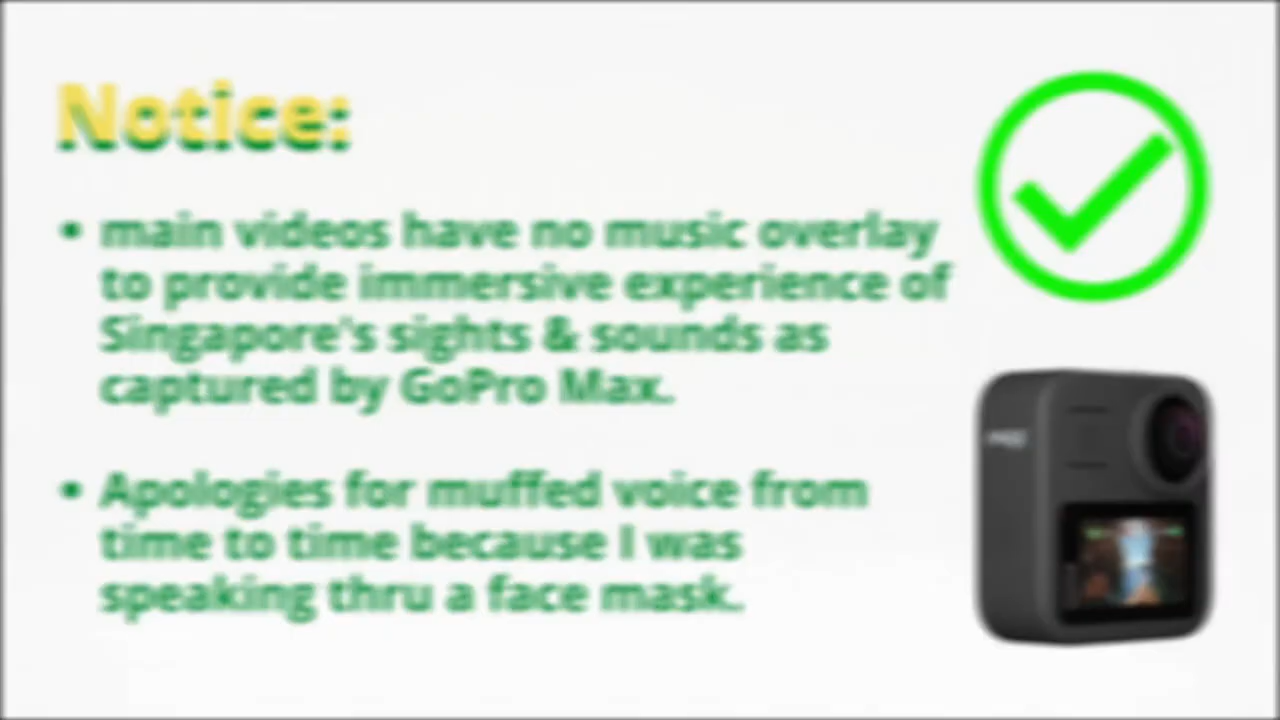 Notice:
• main videos have no music overlay
to provide immersive experience of
Singapore's sights & sounds as
captured by GoPro Max.
• Apologies for muffed voice from
time to time because I was
speaking thru a face mask.